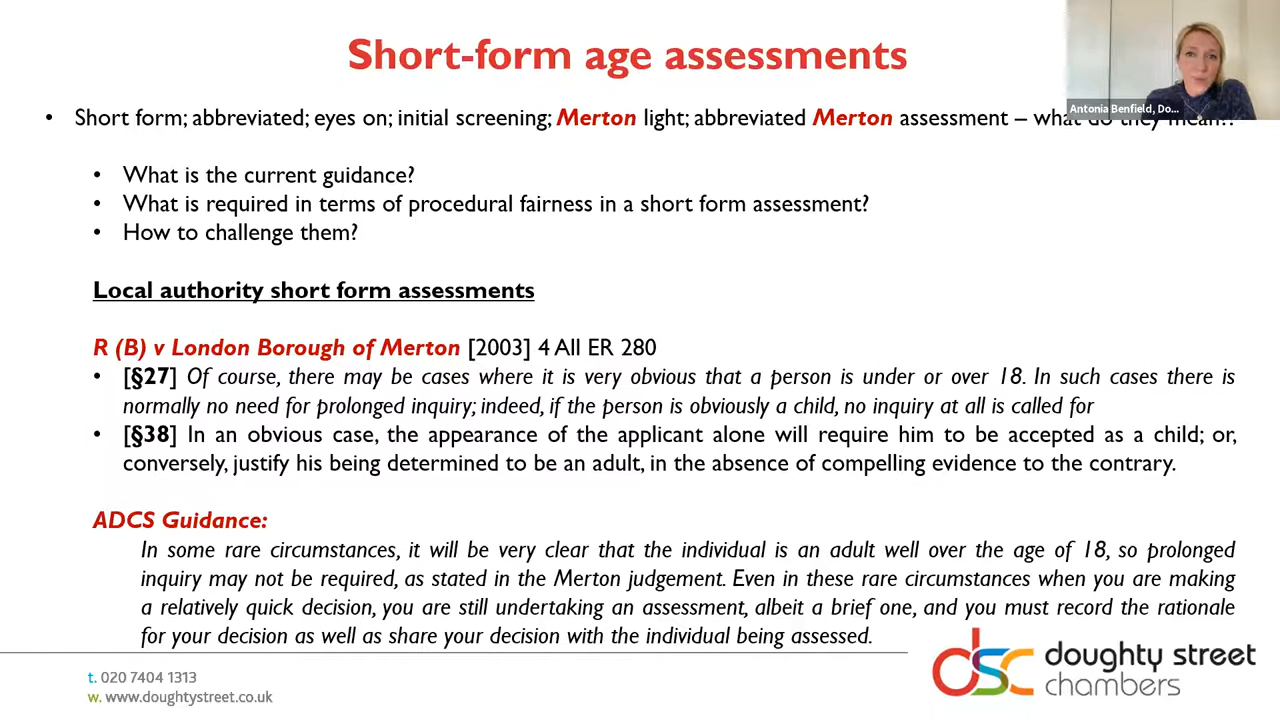 Short-form age assessments
Antonia Benfield, Do...
• Short form; abbreviated; eyes on; initial screening; Merton light; abbreviated Merton assessment – what do they mean?
• What is the current guidance?
• What is required in terms of procedural fairness in a short form assessment?
• How to challenge them?
Local authority short form assessments
R (B) v London Borough of Merton [2003] 4 All ER 280
• [§27] Of course, there may be cases where it is very obvious that a person is under or over 18. In such cases there is
normally no need for prolonged inquiry; indeed, if the person is obviously a child, no inquiry at all is called for
• [§38] In an obvious case, the appearance of the applicant alone will require him to be accepted as a child; or,
conversely, justify his being determined to be an adult, in the absence of compelling evidence to the contrary.
ADCS Guidance:
In some rare circumstances, it will be very clear that the individual is an adult well over the age of 18, so prolonged
inquiry may not be required, as stated in the Merton judgement. Even in these rare circumstances when you are making
a relatively quick decision, you are still undertaking an assessment, albeit a brief one, and you must record the rationale
for your decision as well as share your decision with the individual being assessed.
t. 020 7404 1313
w. www.doughtystreet.co.uk
dsc doughty street
chambers